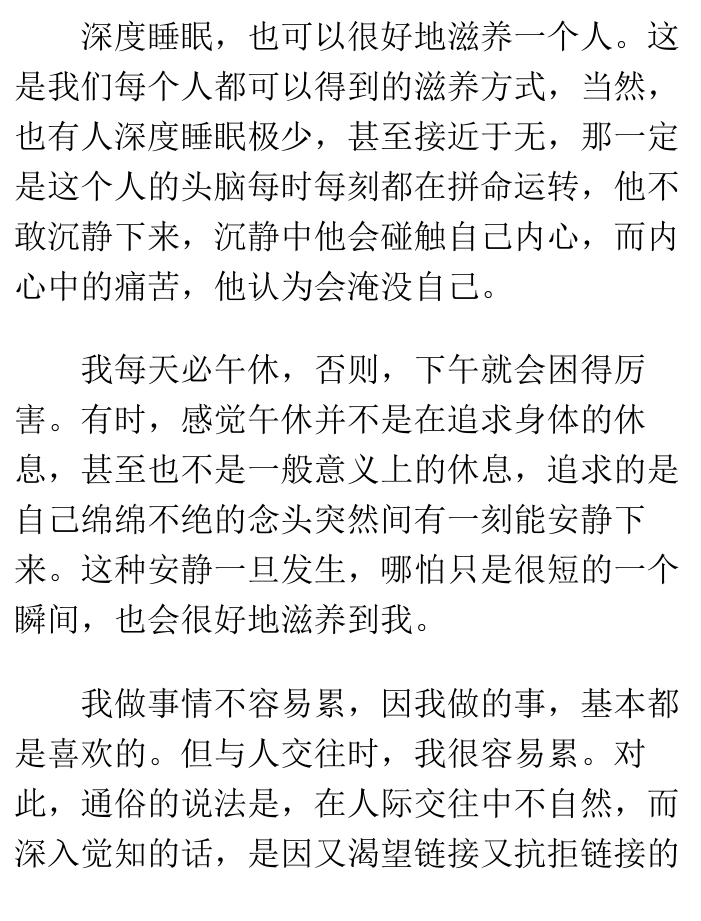 深度睡眠，也可以很好地滋养一个人。这
是我们每个人都可以得到的滋养方式，当然，
也有人深度睡眠极少，甚至接近于无，那一定
是这个人的头脑每时每刻都在拼命运转，他不
敢沉静下来，沉静中他会碰触自己内心，而内
心中的痛苦，他认为会淹没自己。
我每天必午休，否则，下午就会困得厉
害。有时，感觉午休并不是在追求身体的休
息，甚至也不是一般意义上的休息，追求的是
自己绵绵不绝的念头突然间有一刻能安静下
来。这种安静一旦发生，哪怕只是很短的一个
瞬间，也会很好地滋养到我。
我做事情不容易累，因我做的事，基本都
是喜欢的。但与人交往时，我很容易累。对
此，通俗的说法是，在人际交往中不自然，而
深入觉知的话，是因又渴望链接又抗拒链接的